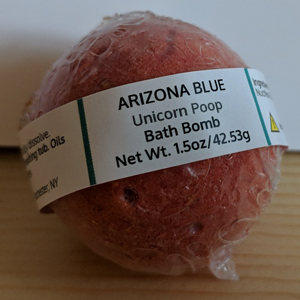 ARIZONA BLUE
Unicorn Poop
Bath Bomb
Net Wt. 1.5oz/42.53g
dissolve
tub. Oils
NY